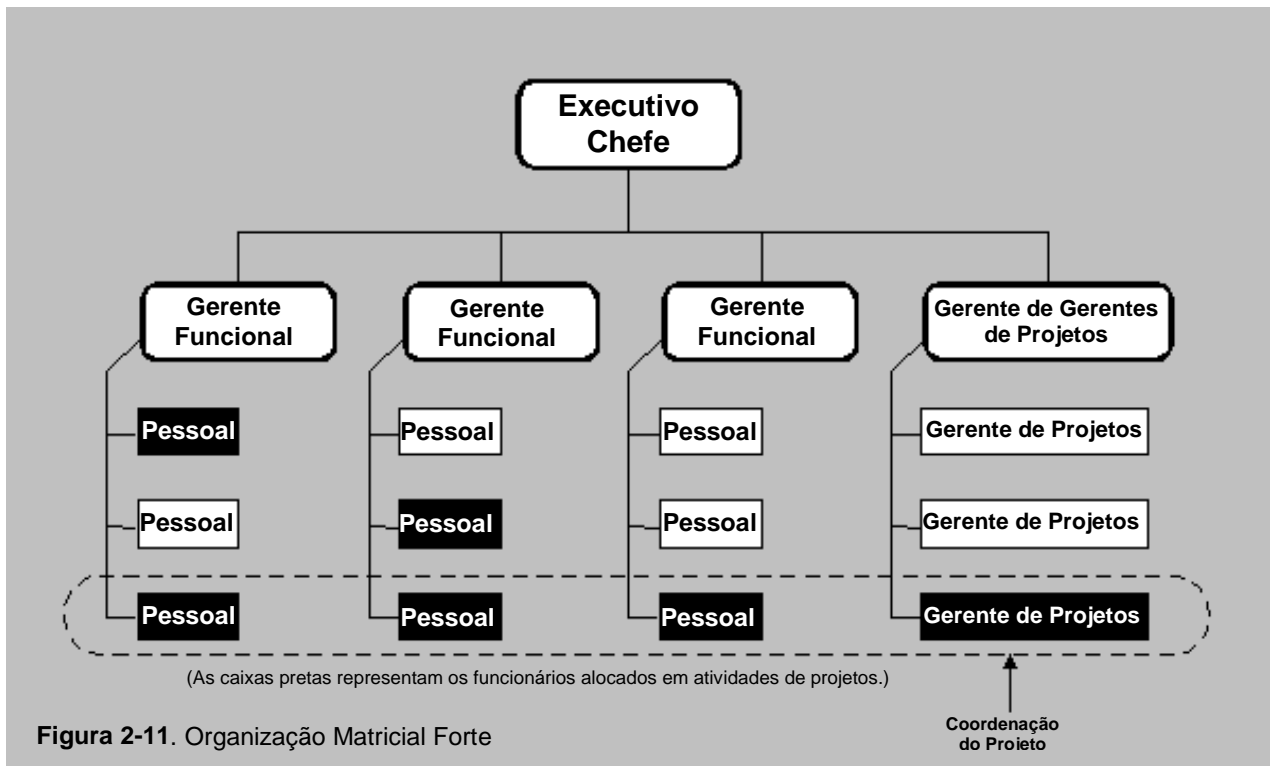 Executivo
Chefe
Gerente
Funcional
Gerente
Funcional
Gerente
Funcional
Gerente de Gerentes
de Projetos
Pessoal
Pessoal
Pessoal
Gerente de Projetos
Pessoal
Pessoal
Pessoal
Gerente de Projetos
Pessoal
Pessoal
Pessoal
Gerente de Projetos
(As caixas pretas representam os funcionários alocados em atividades de projetos.)
Coordenação
do Projeto
Figura 2-11. Organização Matricial Forte